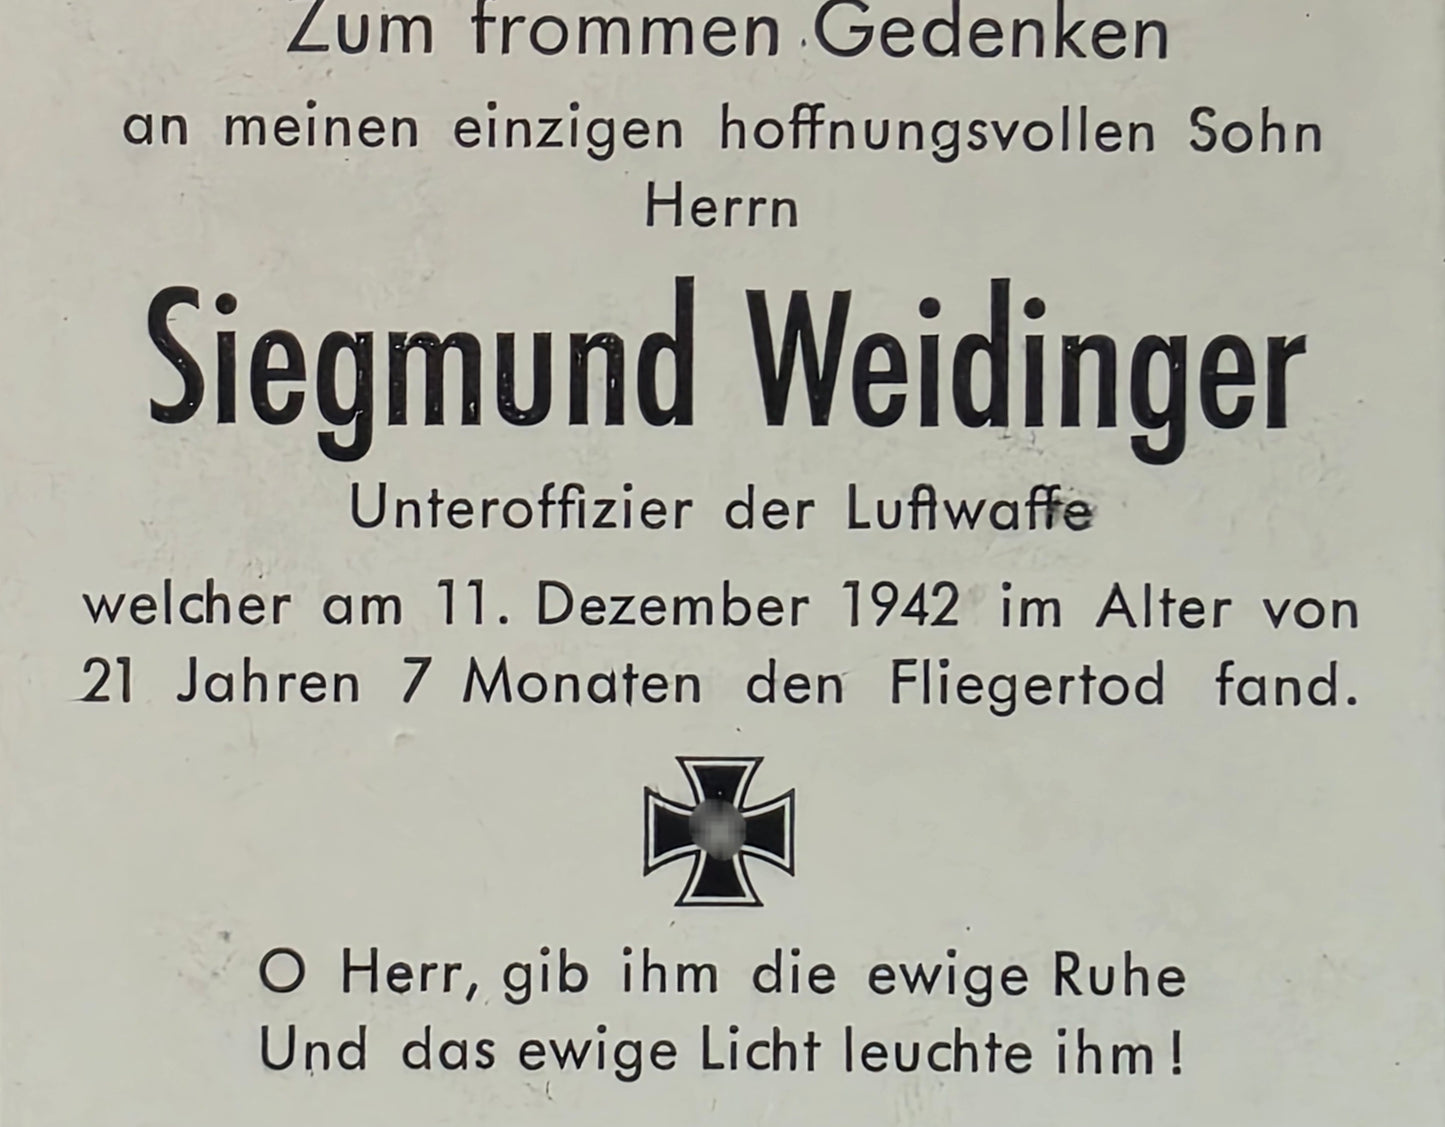 Zum frommen Gedenken
an meinen einzigen hoffnungsvollen Sohn
Herrn
Siegmund Weidinger
Unteroffizier der Luftwaffe
welcher am 11. Dezember 1942 im Alter von
21 Jahren 7 Monaten den Fliegertod fand.
O Herr, gib ihm die ewige Ruhe
Und das ewige Licht leuchte ihm!